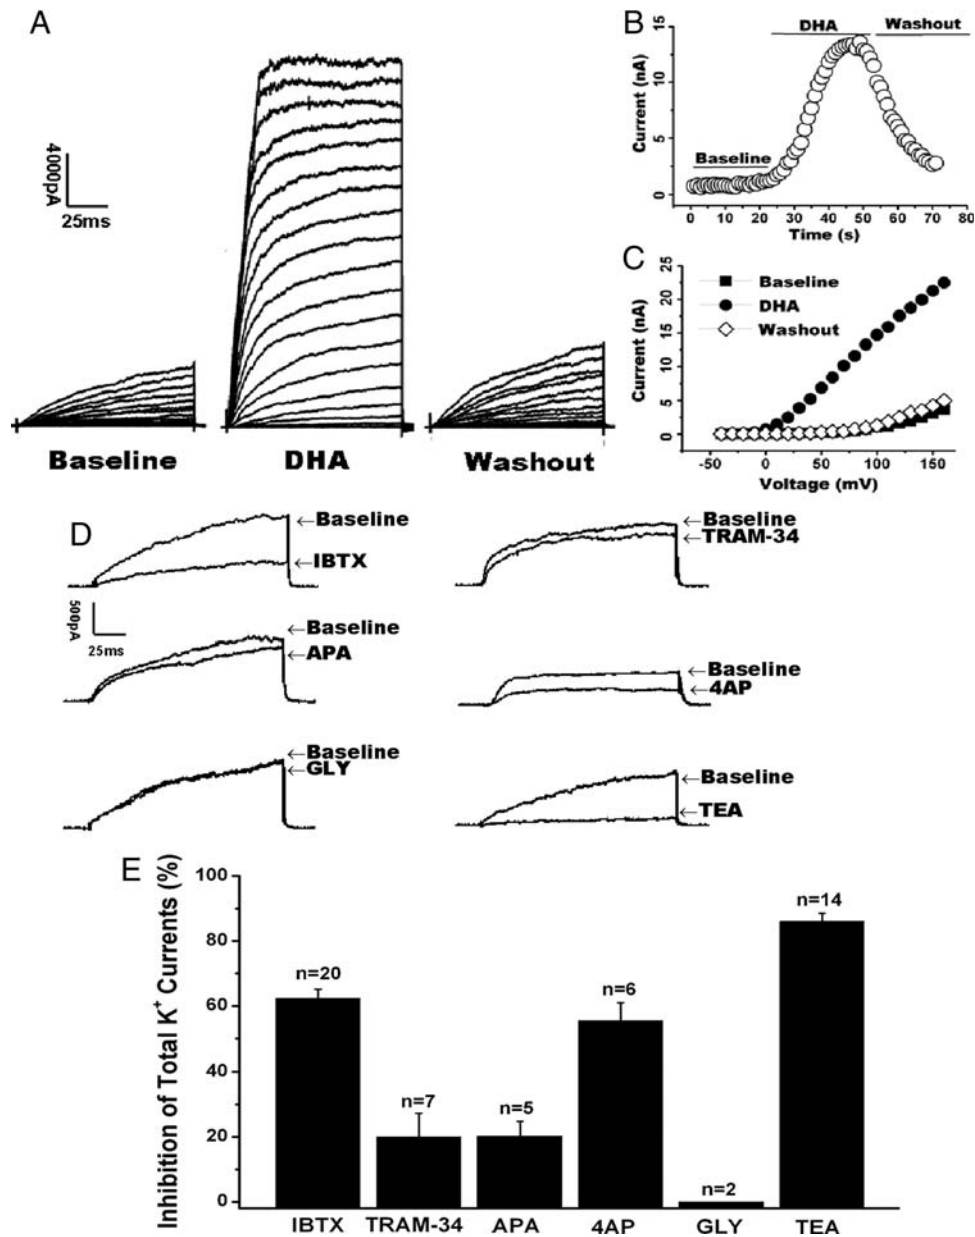 A
4000pA
25ms
Baseline
DHA
Washout
B
DHA
Washout
Baseline
Current (nA)
15
10
5
0
0 10 20 30 40 50 60 70 80
Time (s)
C
Baseline
DHA
Washout
Current (nA)
25
20
15
10
5
0
-50 0 50 100 150
Voltage (mV)
D
←Baseline
←IBTX
500pA
25ms
←Baseline
←TRAM-34
←Baseline
←APA
←Baseline
←4AP
←Baseline
←GLY
←Baseline
TEA
E
Inhibition of Total K+ Currents (%)
100
80
60
40
20
0
n=20
n=7
n=5
n=6
n=2
n=14
IBTX TRAM-34 APA 4AP GLY TEA